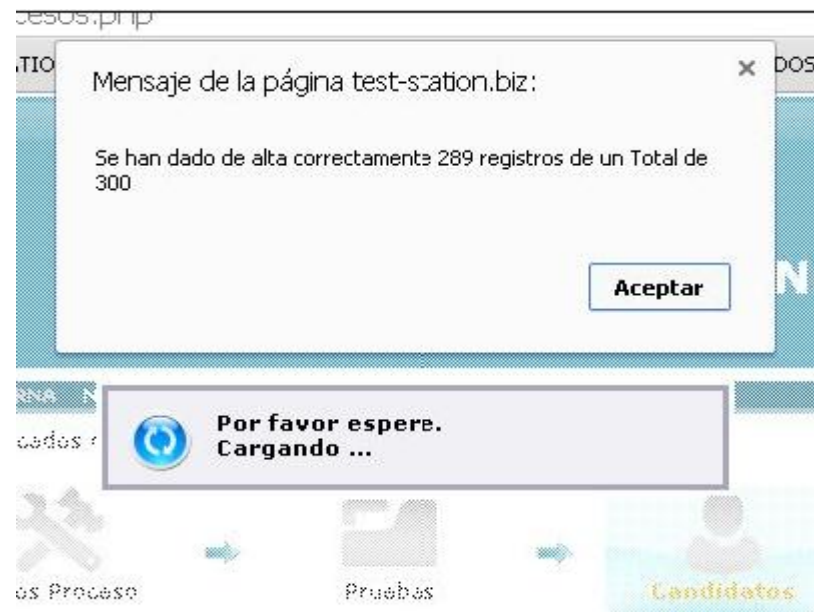 Mensaje de la página test-station.biz:
Se han dado de alta correctamente 289 registros de un Total de
300
Aceptar
N
Por favor espere.
Cargando ...
Proceso
Pruebas
Candidatos